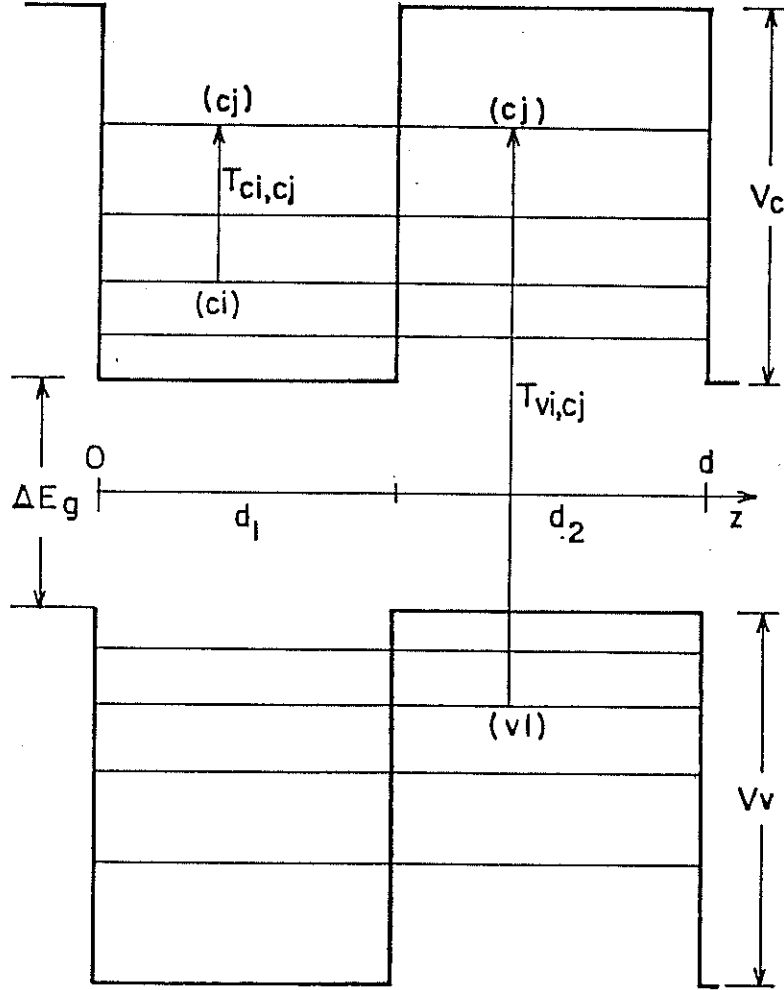 (cj)
(cj)
Tci,cj
Vc
(ci)
Tvi,cj
0
d
ΔEg
d1
d2
z
(vl)
Vv